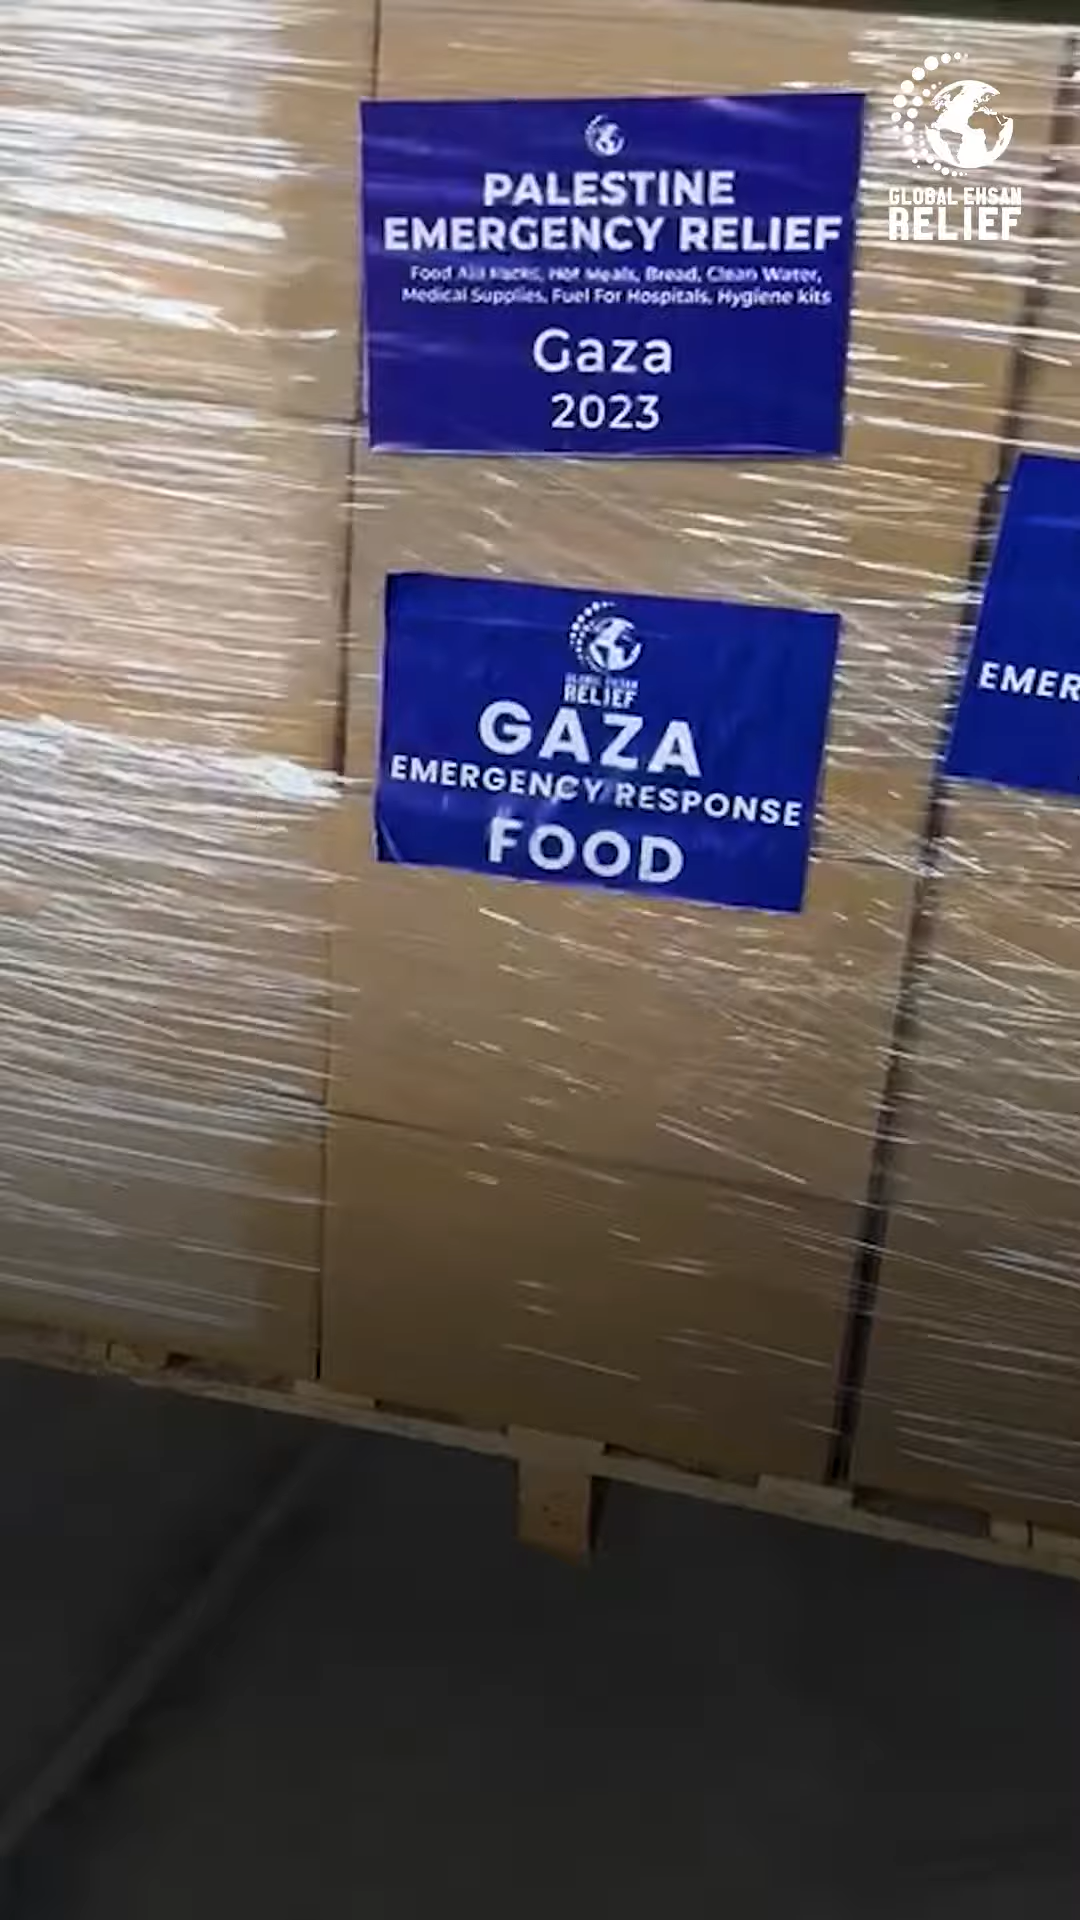 GLOBAL EHSAN
RELIEF
PALESTINE
EMERGENCY RELIEF
Food Aid Packs, Hot Meals, Bread, Clean Water,
Medical Supplies, Fuel For Hospitals, Hygiene kits
Gaza
2023
GLOBAL EHSAN
RELIEF
GAZA
EMERGENCY RESPONSE
FOOD
EMER